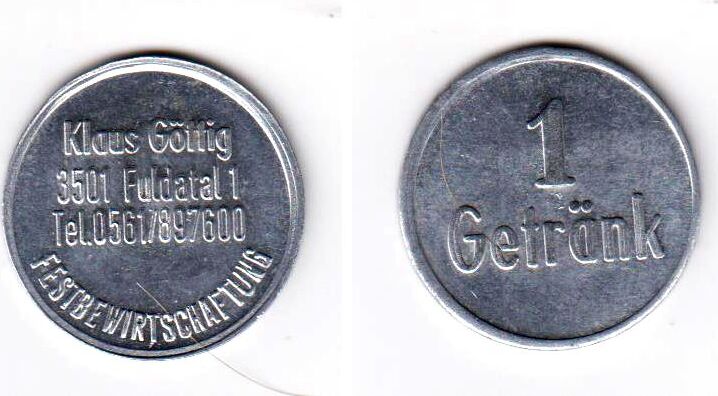 Klaus Göttig
3501 Fuldatal 1
Tel.0561/897600
FESTBEWIRTSCHAFTUNG
1
Getränk